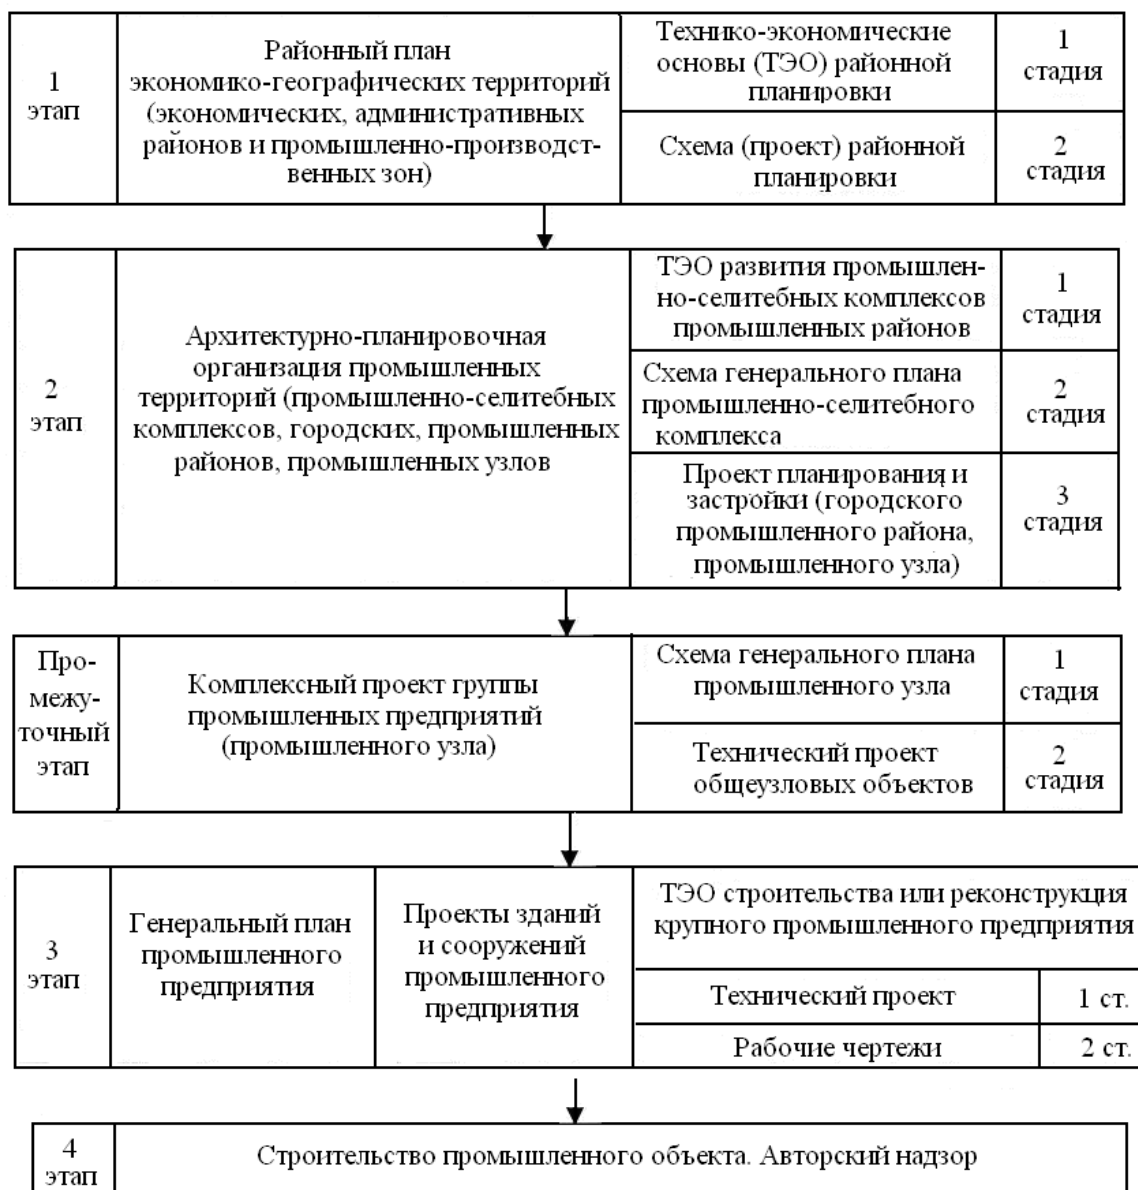 1
этап
Районный план
экономико-географических территорий
(экономических, административных
районов и промышленно-производст-
венных зон)
Технико-экономические
основы (ТЭО) районной
планировки
1
стадия
Схема (проект) районной
планировки
2
стадия
2
этап
Архитектурно-планировочная
организация промышленных
территорий (промышленно-селитебных
комплексов, городских, промышленных
районов, промышленных узлов
ТЭО развития промышлен-
но-селитебных комплексов
промышленных районов
1
стадия
Схема генерального плана
промышленно-селитебного
комплекса
2
стадия
Проект планирования и
застройки (городского
промышленного района,
промышленного узла)
3
стадия
Про-
межу-
точный
этап
Комплексный проект группы
промышленных предприятий
(промышленного узла)
Схема генерального плана
промышленного узла
1
стадия
Технический проект
общеузловых объектов
2
стадия
3
этап
Генеральный план
промышленного
предприятия
Проекты зданий
и сооружений
промышленного
предприятия
ТЭО строительства или реконструкция
крупного промышленного предприятия
Технический проект
1 ст.
Рабочие чертежи
2 ст.
4
этап
Строительство промышленного объекта. Авторский надзор